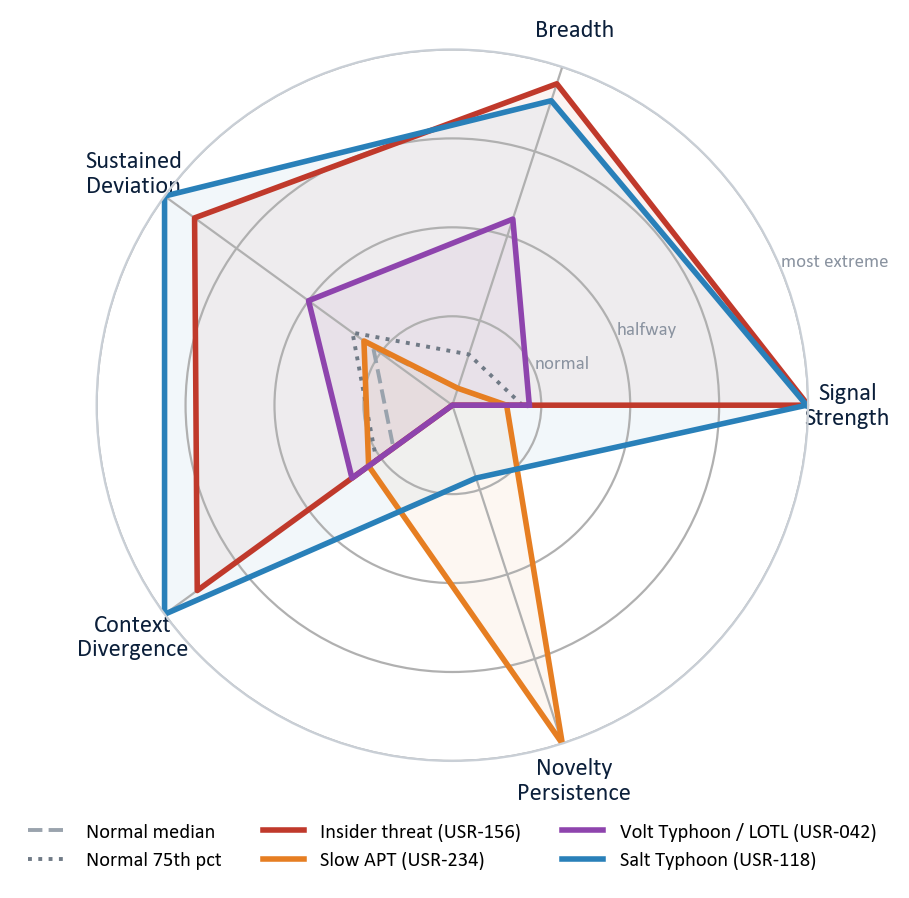 Breadth
Sustained
Deviation
most extreme
halfway
normal
Signal
Strength
Context
Divergence
Novelty
Persistence
Normal median
Insider threat (USR-156)
Volt Typhoon / LOTL (USR-042)
Normal 75th pct
Slow APT (USR-234)
Salt Typhoon (USR-118)